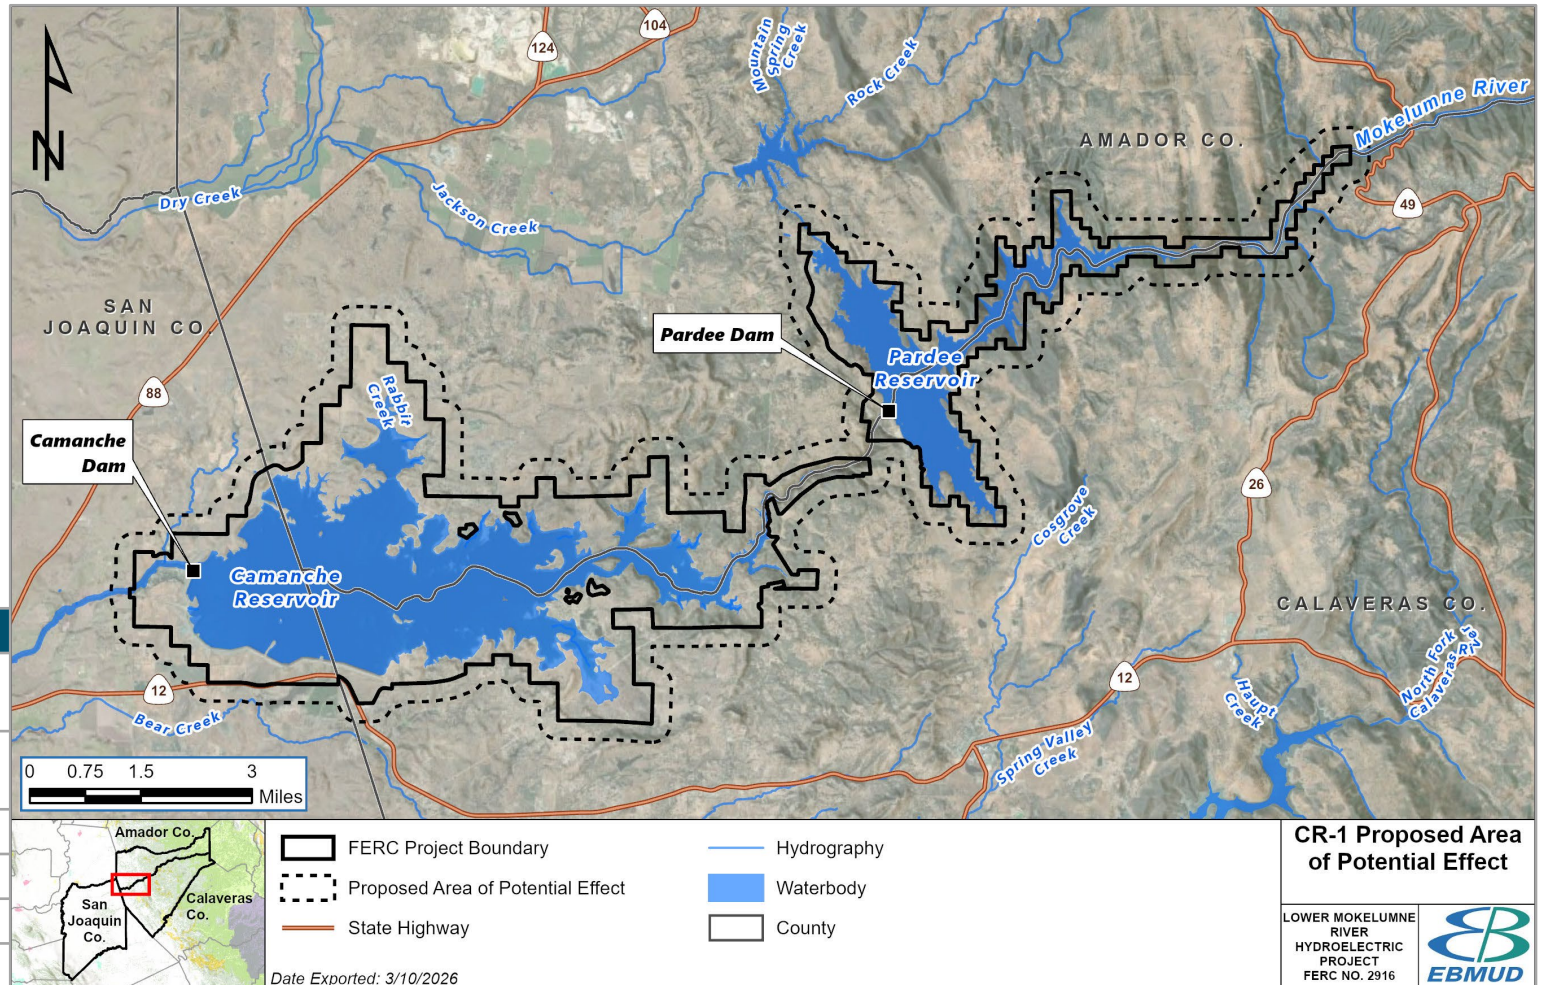 104
124
Mountain
Spring
Creek
Rock Creek
Mokelumne River
AMADOR CO.
N
Dry Creek
Jackson Creek
49
SAN
JOAQUIN CO.
Pardee Dam
Pardee
Reservoir
88
Rabbit
Creek
Camanche
Dam
26
Cosgrove
Creek
Camanche
Reservoir
CALAVERAS CO.
North Fork
Calaveras River
12
12
Haupt
Creek
Bear Creek
Spring Valley
Creek
0 0.75 1.5 3
Miles
Amador Co.
Calaveras
Co.
San
Joaquin
Co.
FERC Project Boundary
Proposed Area of Potential Effect
State Highway
Hydrography
Waterbody
County
Date Exported: 3/10/2026
CR-1 Proposed Area
of Potential Effect
LOWER MOKELUMNE
RIVER
HYDROELECTRIC
PROJECT
FERC NO. 2916
EBMUD